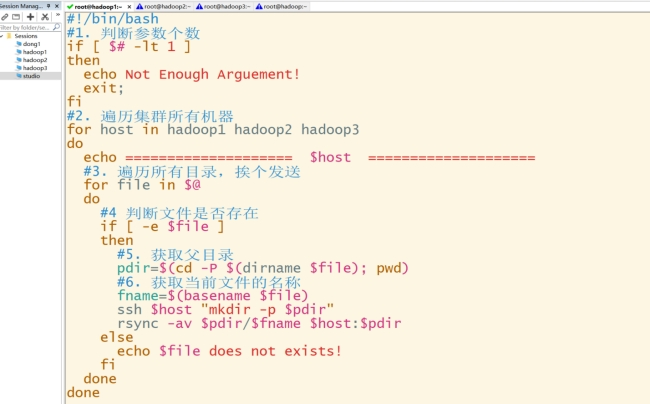 Session Manag...
root@hadoop1:~
root@hadoop2:~
root@hadoop3:~
root@hadoop:~
Filter by folder/se...
Sessions
dong1
hadoop1
hadoop2
hadoop3
studio
#!/bin/bash
#1. 判断参数个数
if [ $# -lt 1 ]
then
  echo Not Enough Arguement!
  exit;
fi
#2. 遍历集群所有机器
for host in hadoop1 hadoop2 hadoop3
do
  echo ====================  $host  ====================
  #3. 遍历所有目录，挨个发送
  for file in $@
  do
    #4 判断文件是否存在
    if [ -e $file ]
    then
      #5. 获取父目录
      pdir=$(cd -P $(dirname $file); pwd)
      #6. 获取当前文件的名称
      fname=$(basename $file)
      ssh $host "mkdir -p $pdir"
      rsync -av $pdir/$fname $host:$pdir
    else
      echo $file does not exists!
    fi
  done
done